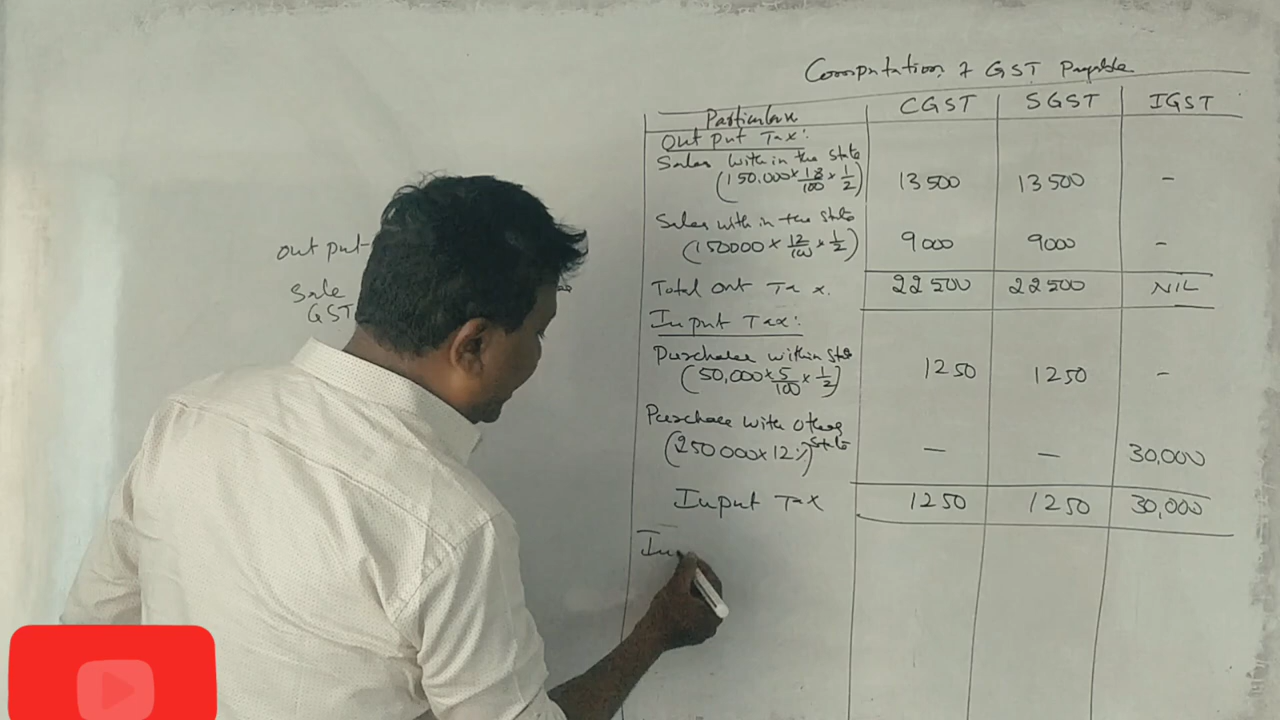 Computation of GST Payable
Particulars CGST SGST IGST
Out put Tax:
Sales with in the state
(150,000 × 18/100 × 1/2) 13500 13500 -
Sales with in the state
(150000 × 12/100 × 1/2) 9000 9000 -
Total Out Tax. 22500 22500 NIL
Input Tax:
Purchases within State
(50,000 × 5/100 × 1/2) 1250 1250 -
Purchase with other
State
(250000 × 12%) — — 30,000
Input Tax 1250 1250 30,000
In
out put
Sale
GST